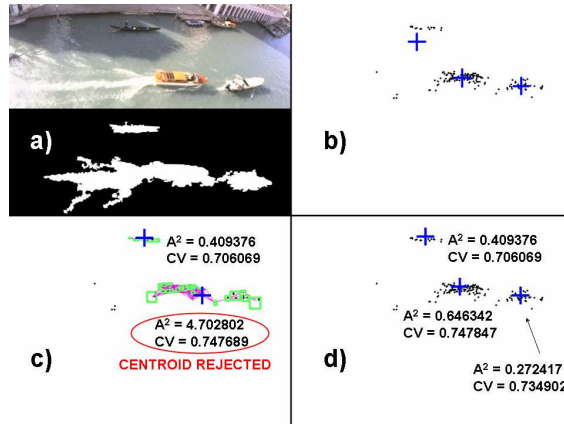 a)
b)
A² = 0.409376
CV = 0.706069
A² = 4.702802
CV = 0.747689
c)
CENTROID REJECTED
A² = 0.409376
CV = 0.706069
A² = 0.646342
CV = 0.747847
d)
A² = 0.272417
CV = 0.734902